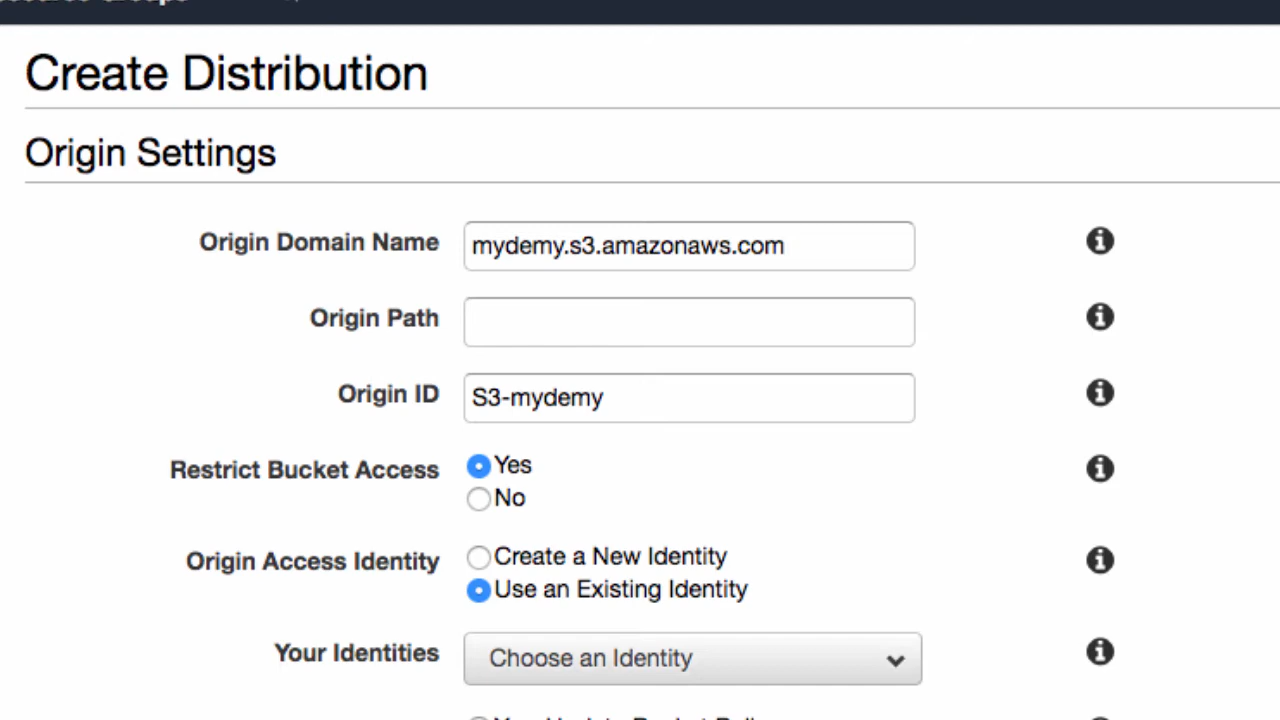 Create Distribution
Origin Settings
Origin Domain Name mydemy.s3.amazonaws.com
Origin Path
Origin ID S3-mydemy
Restrict Bucket Access Yes
No
Origin Access Identity Create a New Identity
Use an Existing Identity
Your Identities Choose an Identity